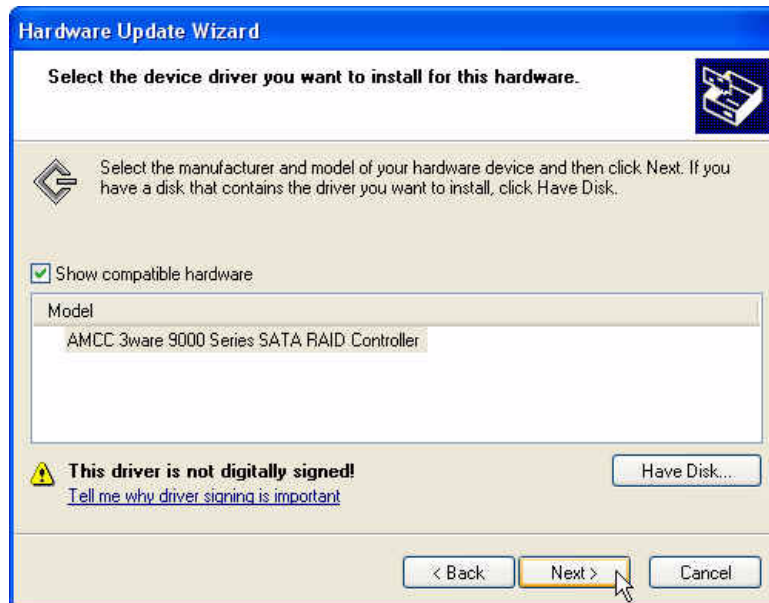 Hardware Update Wizard
Select the device driver you want to install for this hardware.
Select the manufacturer and model of your hardware device and then click Next. If you
have a disk that contains the driver you want to install, click Have Disk.
Show compatible hardware
Model
AMCC 3ware 9000 Series SATA RAID Controller
This driver is not digitally signed!
Have Disk...
Tell me why driver signing is important
< Back
Next >
Cancel